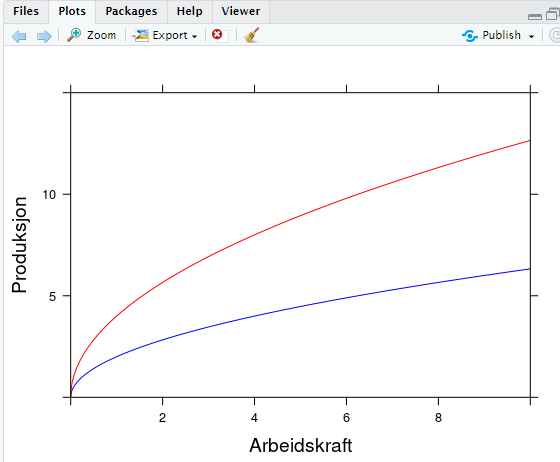 Files Plots Packages Help Viewer
Zoom Export Publish
Produksjon
10
5
2 4 6 8
Arbeidskraft